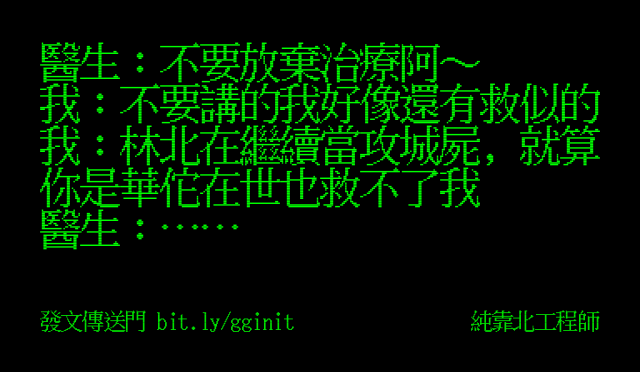 醫生：不要放棄治療阿～
我：不要講的我好像還有救似的
我：林北在繼續當攻城屍，就算
你是華佗在世也救不了我
醫生：⋯⋯
發文傳送門 bit.ly/gginit
純靠北工程師